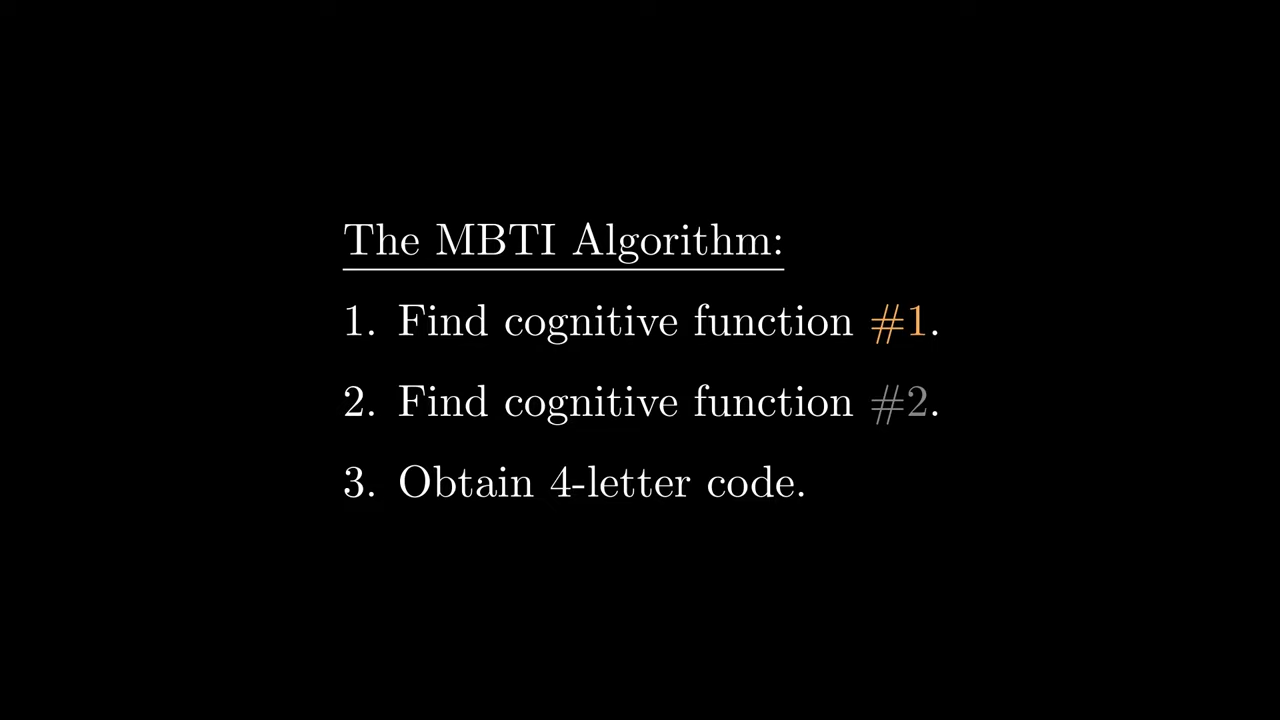 The MBTI Algorithm:
1. Find cognitive function #1.
2. Find cognitive function #2.
3. Obtain 4-letter code.